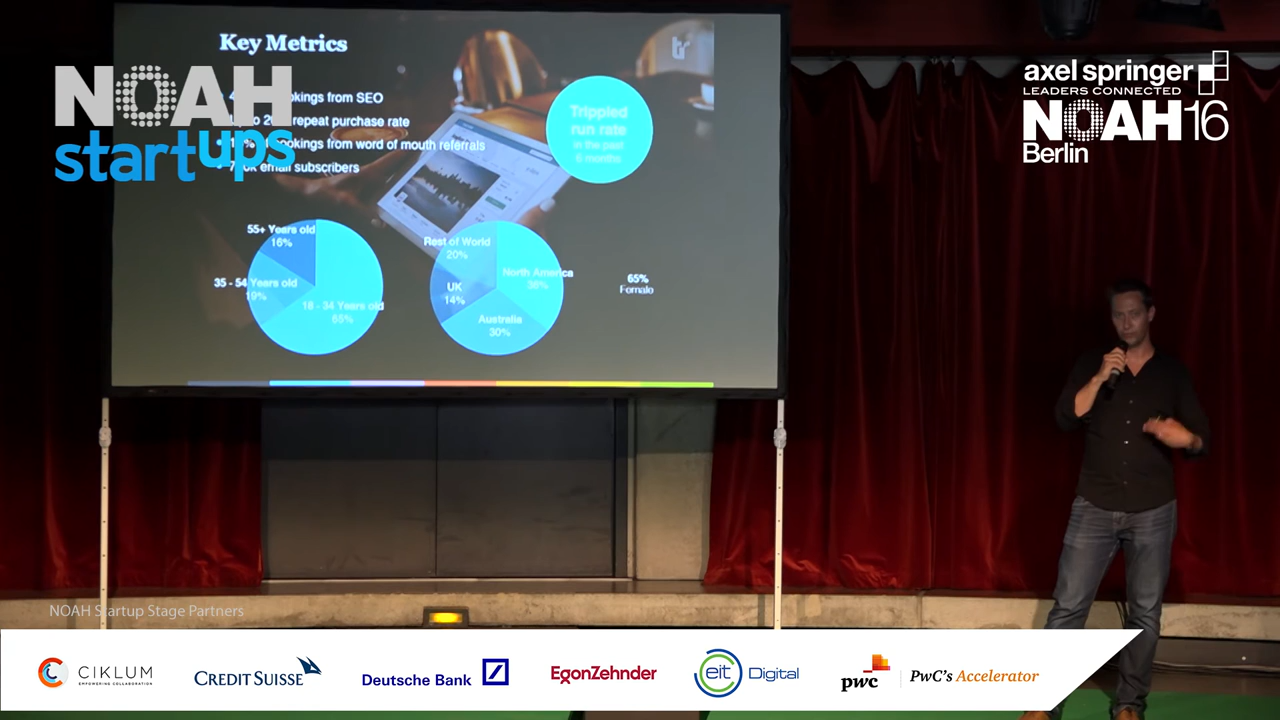 Key Metrics
NOAH
startups
axel springer
LEADERS CONNECTED
NOAH16
Berlin
from SEO
repeat purchase rate
from word of mouth referrals
email subscribers
Trippled
run rate
in the past
6 months
tr
55+ Years old
16%
35 - 54 Years old
19%
18 - 34 Years old
65%
Rest of World
20%
North America
36%
UK
14%
Australia
30%
65%
Female
NOAH Startup Stage Partners
CIKLUM
EMPOWERING COLLABORATION
CREDIT SUISSE
Deutsche Bank
EgonZehnder
eit Digital
pwc
PwC's Accelerator